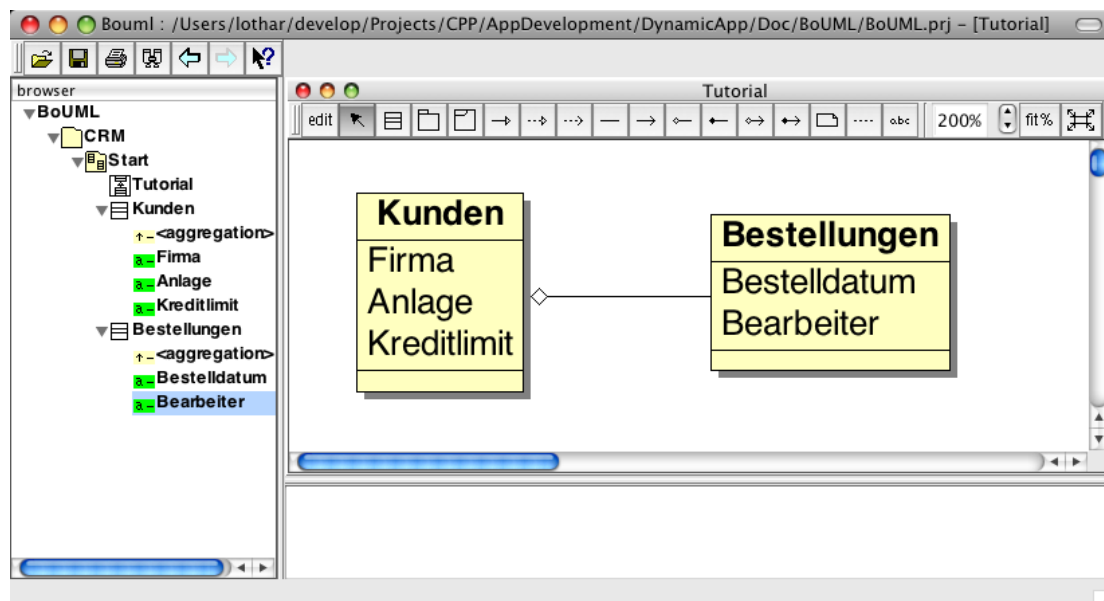 Bouml : /Users/lothar/develop/Projects/CPP/AppDevelopment/DynamicApp/Doc/BoUML/BoUML.prj – [Tutorial]
browser
BoUML
CRM
Start
Tutorial
Kunden
<aggregation>
Firma
Anlage
Kreditlimit
Bestellungen
<aggregation>
Bestelldatum
Bearbeiter
Tutorial
edit
abc
200%
fit%
Kunden
Firma
Anlage
Kreditlimit
Bestellungen
Bestelldatum
Bearbeiter